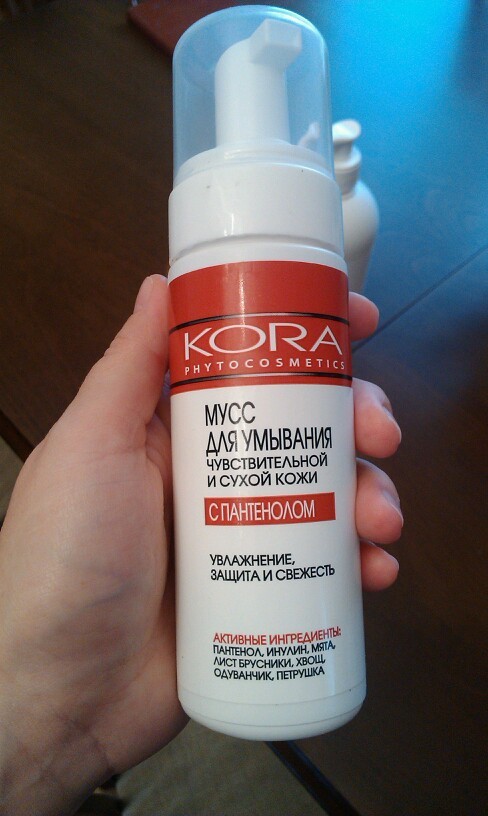 KORA
PHYTOCOSMETICS
МУСС
ДЛЯ УМЫВАНИЯ
ЧУВСТВИТЕЛЬНОЙ
И СУХОЙ КОЖИ
С ПАНТЕНОЛОМ
УВЛАЖНЕНИЕ,
ЗАЩИТА И СВЕЖЕСТЬ
АКТИВНЫЕ ИНГРЕДИЕНТЫ:
ПАНТЕНОЛ, ИНУЛИН, МЯТА,
ЛИСТ БРУСНИКИ, ХВОЩ,
ОДУВАНЧИК, ПЕТРУШКА